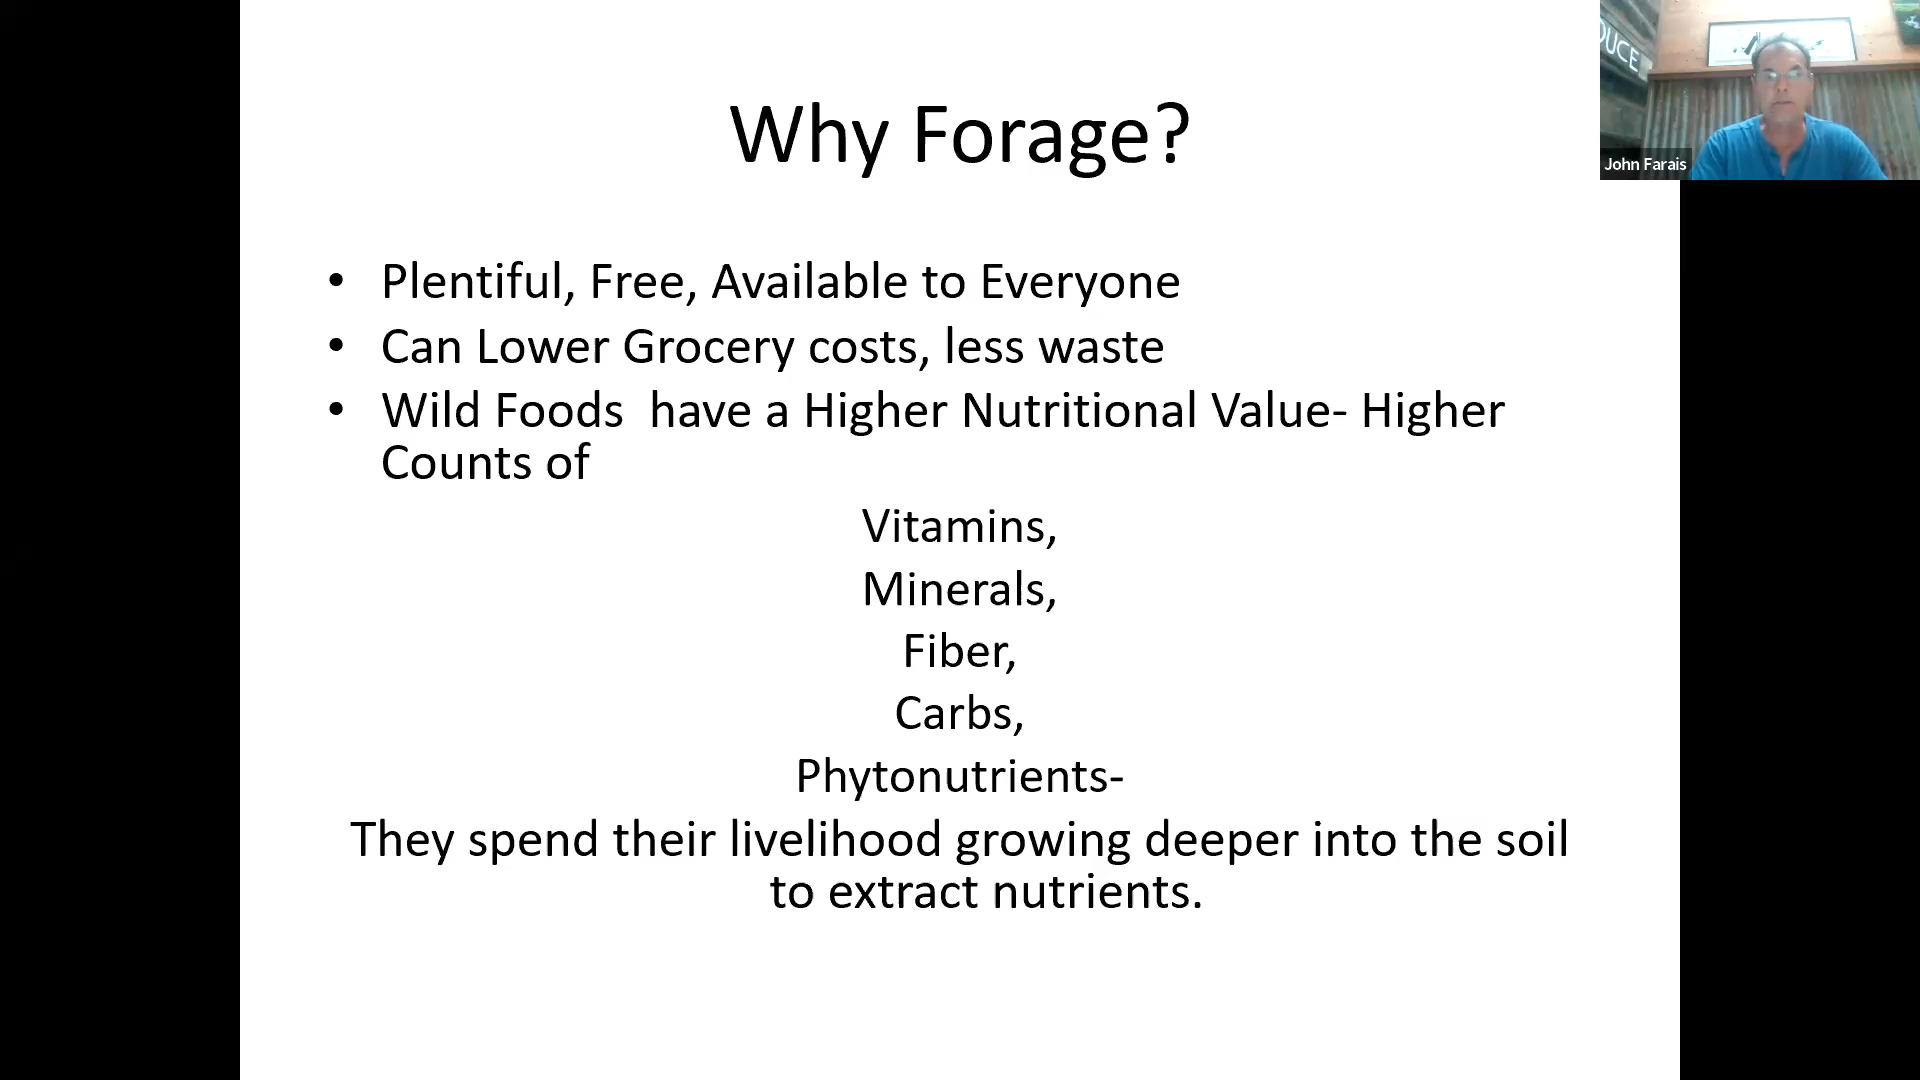 Why Forage?
• Plentiful, Free, Available to Everyone
• Can Lower Grocery costs, less waste
• Wild Foods  have a Higher Nutritional Value- Higher
Counts of
Vitamins,
Minerals,
Fiber,
Carbs,
Phytonutrients-
They spend their livelihood growing deeper into the soil
to extract nutrients.
DUCE
John Farais